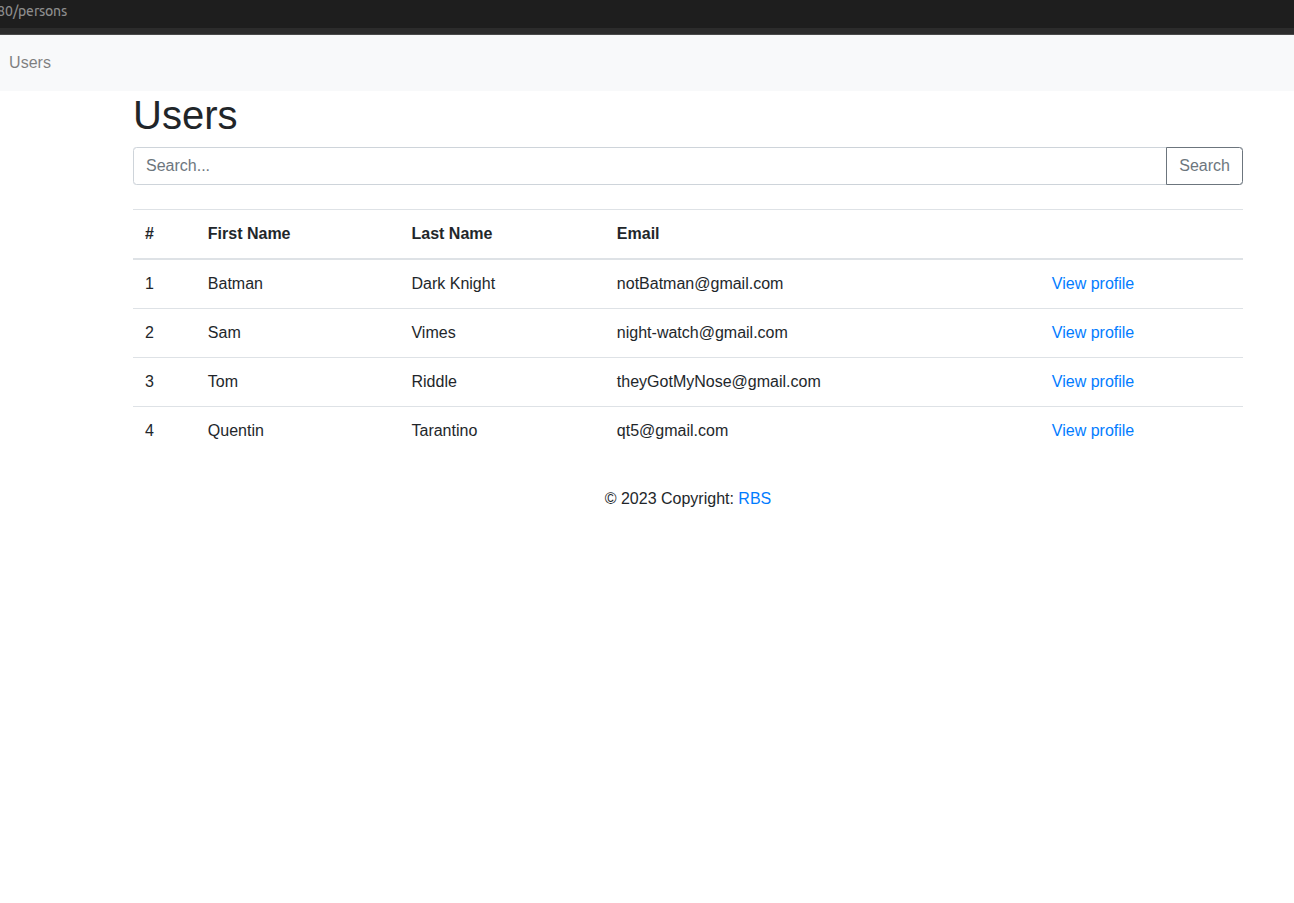 80/persons
Users
Users
Search... Search
# First Name Last Name Email
1 Batman Dark Knight notBatman@gmail.com View profile
2 Sam Vimes night-watch@gmail.com View profile
3 Tom Riddle theyGotMyNose@gmail.com View profile
4 Quentin Tarantino qt5@gmail.com View profile
© 2023 Copyright: RBS